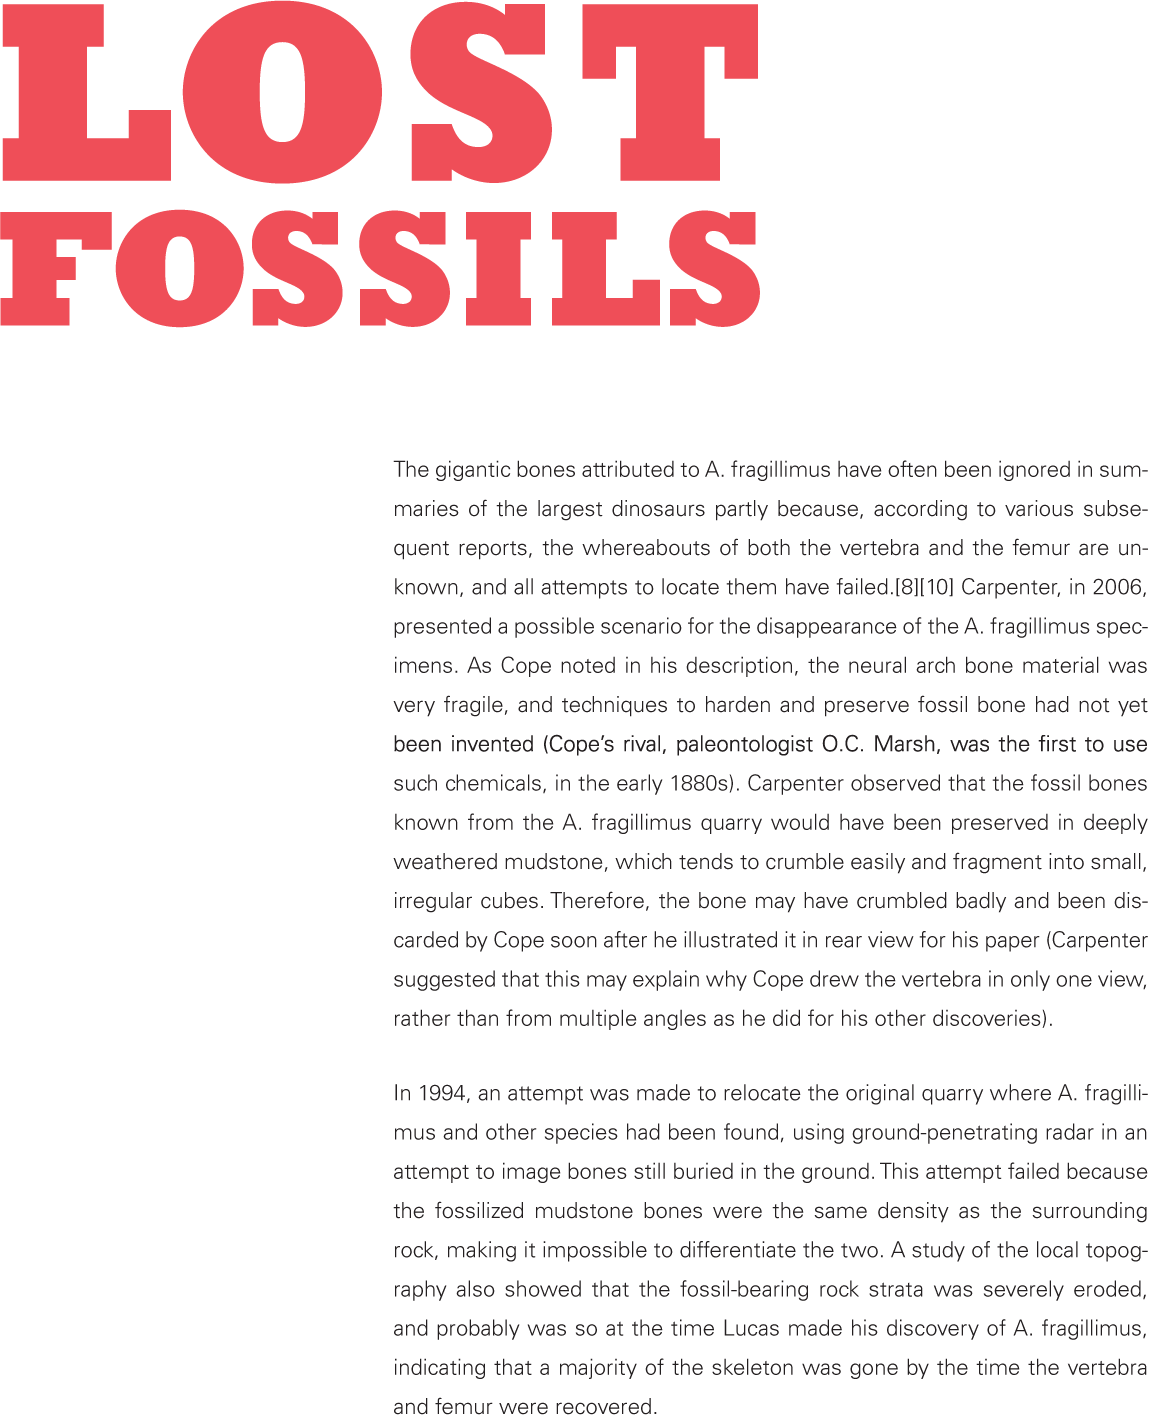 LOST
FOSSILS
The gigantic bones attributed to A. fragillimus have often been ignored in sum-
maries of the largest dinosaurs partly because, according to various subse-
quent reports, the whereabouts of both the vertebra and the femur are un-
known, and all attempts to locate them have failed.[8][10] Carpenter, in 2006,
presented a possible scenario for the disappearance of the A. fragillimus spec-
imens. As Cope noted in his description, the neural arch bone material was
very fragile, and techniques to harden and preserve fossil bone had not yet
been invented (Cope’s rival, paleontologist O.C. Marsh, was the first to use
such chemicals, in the early 1880s). Carpenter observed that the fossil bones
known from the A. fragillimus quarry would have been preserved in deeply
weathered mudstone, which tends to crumble easily and fragment into small,
irregular cubes. Therefore, the bone may have crumbled badly and been dis-
carded by Cope soon after he illustrated it in rear view for his paper (Carpenter
suggested that this may explain why Cope drew the vertebra in only one view,
rather than from multiple angles as he did for his other discoveries).
In 1994, an attempt was made to relocate the original quarry where A. fragilli-
mus and other species had been found, using ground-penetrating radar in an
attempt to image bones still buried in the ground. This attempt failed because
the fossilized mudstone bones were the same density as the surrounding
rock, making it impossible to differentiate the two. A study of the local topog-
raphy also showed that the fossil-bearing rock strata was severely eroded,
and probably was so at the time Lucas made his discovery of A. fragillimus,
indicating that a majority of the skeleton was gone by the time the vertebra
and femur were recovered.